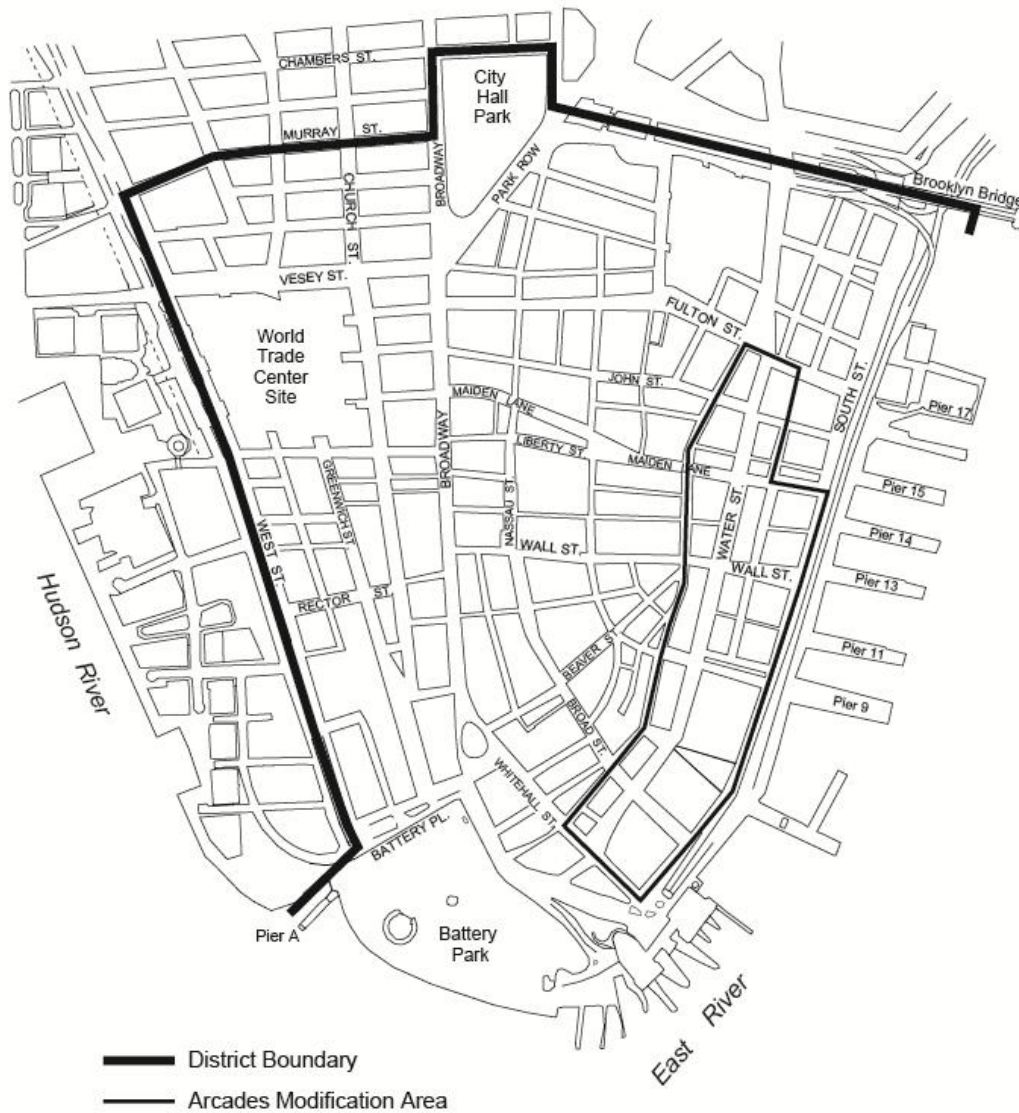 CHAMBERS ST.
City
Hall
Park
MURRAY ST.
BROADWAY
PARK ROW
Brooklyn Bridge
CHURCH ST.
VESEY ST.
FULTON ST.
World
Trade
Center
Site
JOHN ST.
SOUTH ST.
Pier 17
MAIDEN LANE
BROADWAY
LIBERTY ST.
MAIDEN LANE
GREENWICH ST.
NASSAU ST.
WATER ST.
Pier 15
Pier 14
WEST ST.
WALL ST.
WALL ST.
Pier 13
Hudson River
RECTOR ST.
BEAVER S
Pier 11
BROAD ST.
Pier 9
WHITEHALL ST.
BATTERY PL.
Pier A
Battery
Park
East River
District Boundary
Arcades Modification Area